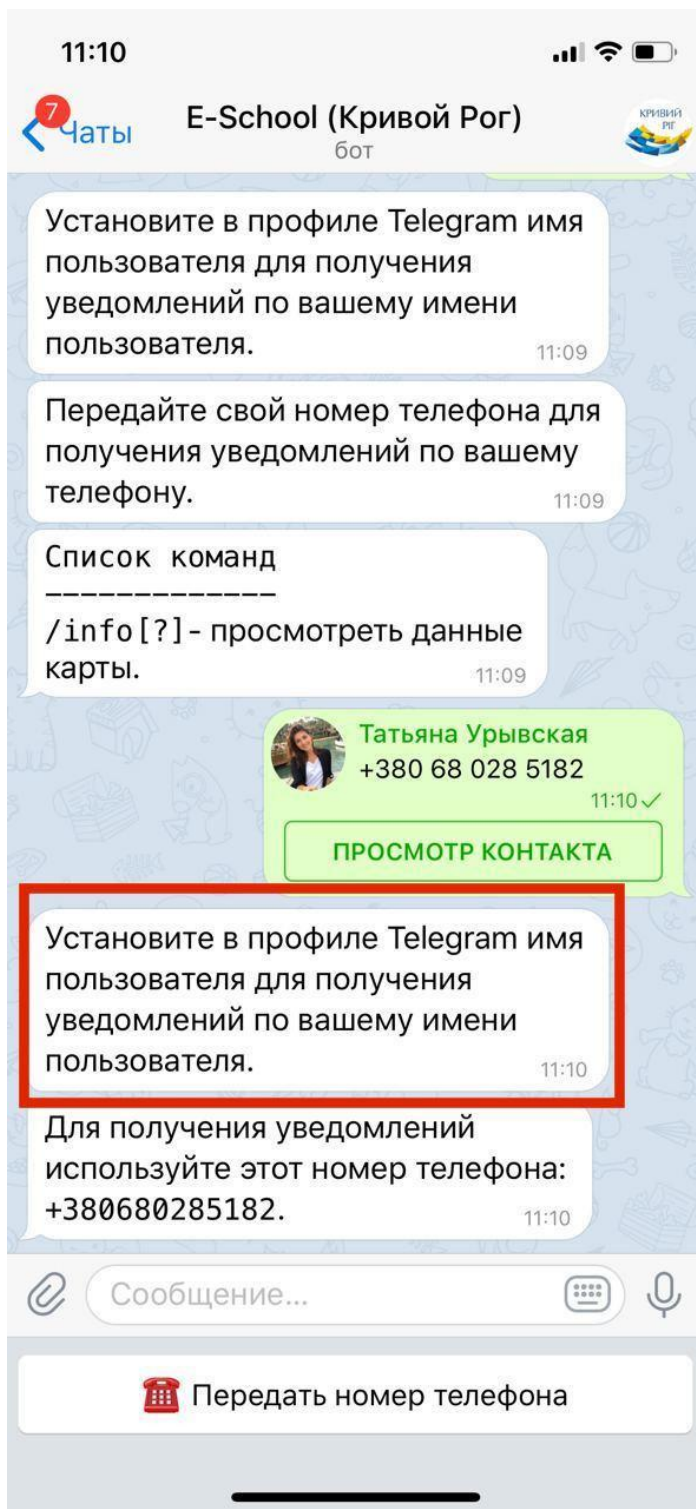 11:10
7
Чаты
E-School (Кривой Рог)
бот
КРИВИЙ
РІГ
Установите в профиле Telegram имя
пользователя для получения
уведомлений по вашему имени
пользователя.
11:09
Передайте свой номер телефона для
получения уведомлений по вашему
телефону.
11:09
Список команд
-------------
/info[?]- просмотреть данные
карты.
11:09
Татьяна Урывская
+380 68 028 5182
11:10
ПРОСМОТР КОНТАКТА
Установите в профиле Telegram имя
пользователя для получения
уведомлений по вашему имени
пользователя.
11:10
Для получения уведомлений
используйте этот номер телефона:
+380680285182.
11:10
Сообщение...
Передать номер телефона